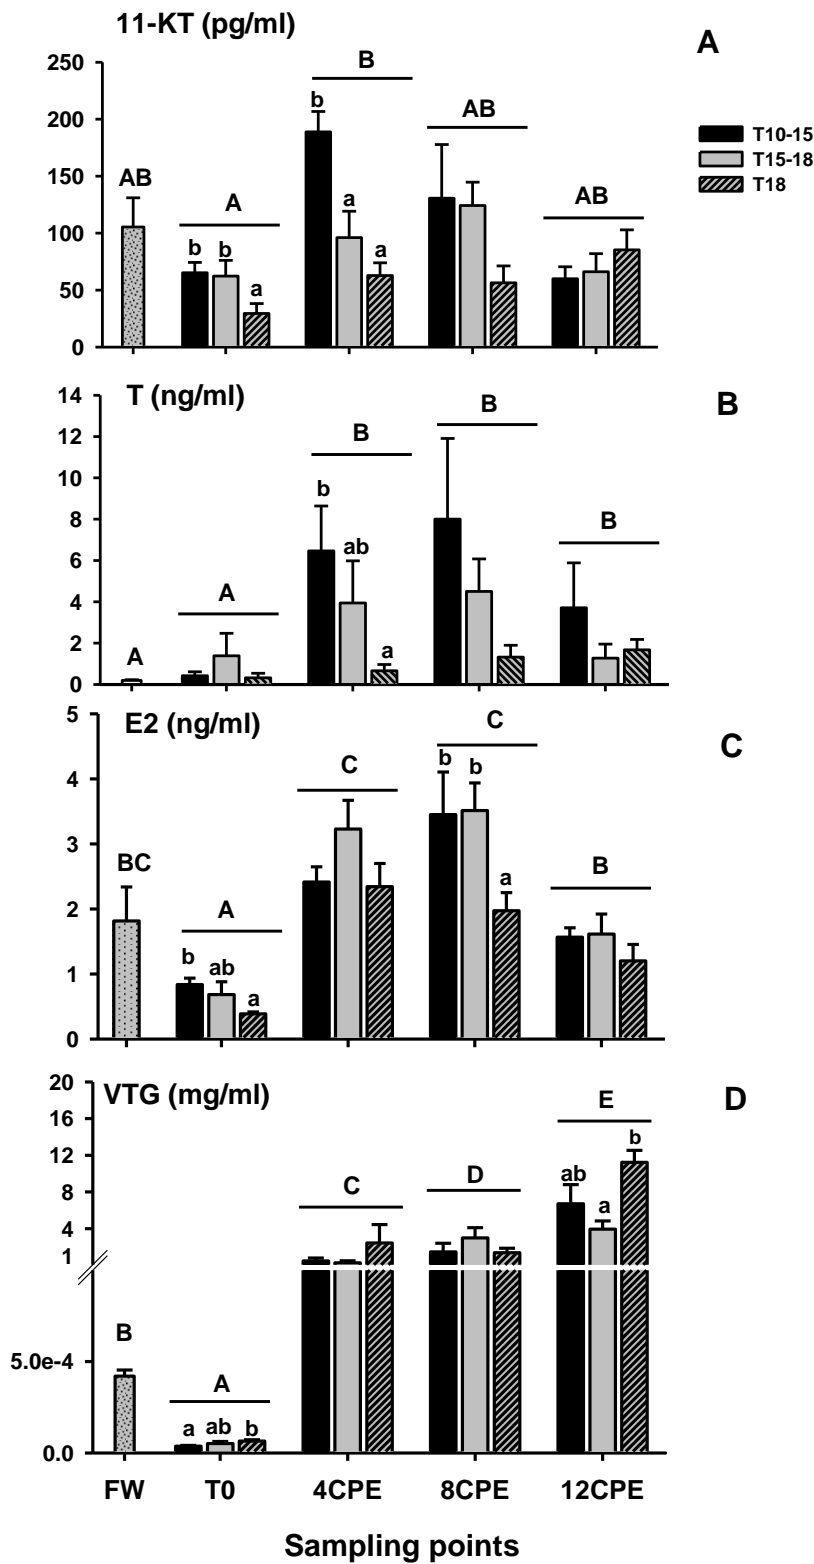 11-KT (pg/ml)
A
250
200
150
100
50
0
AB
A
b
b
a
B
b
a
a
AB
AB
T10-15
T15-18
T18
T (ng/ml)
B
14
12
10
8
6
4
2
0
A
A
B
b
ab
a
B
B
E2 (ng/ml)
C
5
4
3
2
1
0
BC
A
b
ab
a
C
C
b
b
a
B
VTG (mg/ml)
D
20
16
12
8
4
1
5.0e-4
0.0
B
A
a
ab
b
C
D
E
ab
a
b
FW T0 4CPE 8CPE 12CPE
Sampling points